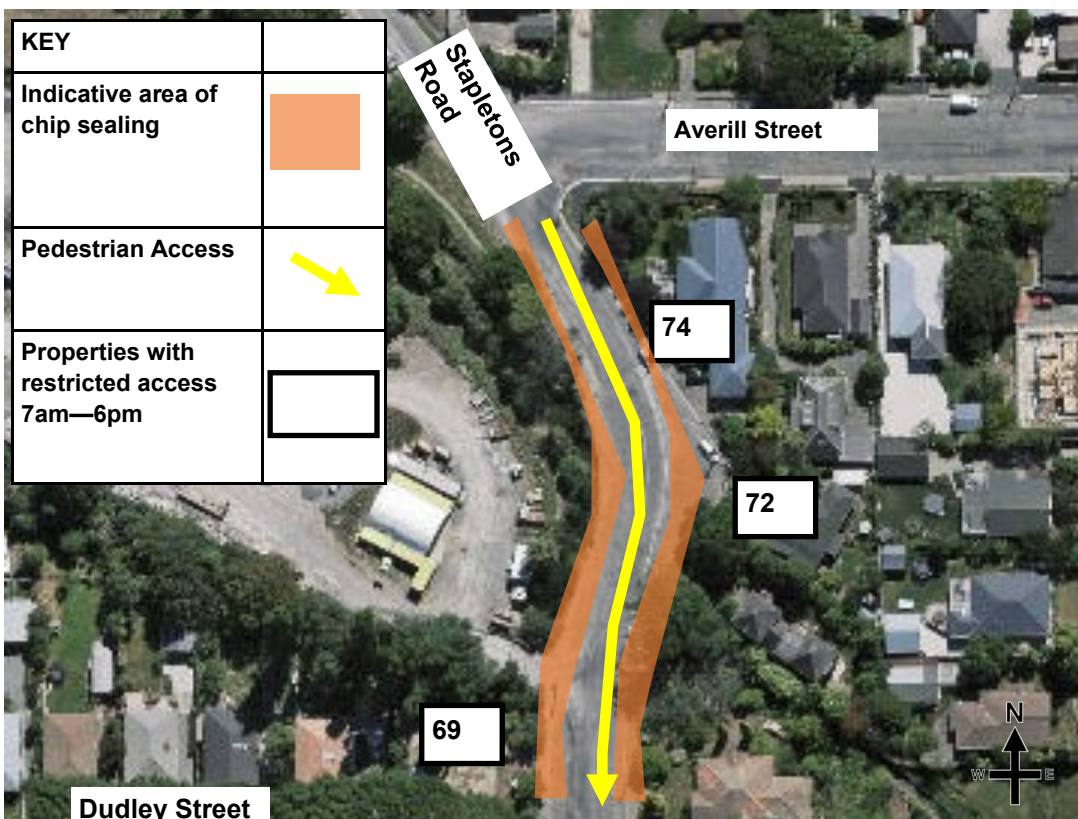 KEY
Indicative area of
chip sealing
Pedestrian Access
Properties with
restricted access
7am—6pm
Stapletons
Road
Averill Street
74
72
69
Dudley Street
N
W E